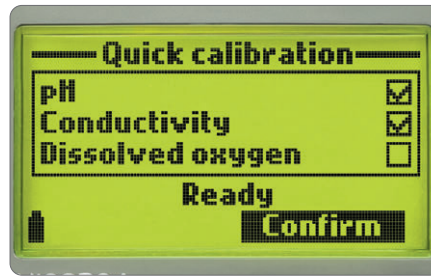 Quick calibration
pH
Conductivity
Dissolved oxygen
Ready
Confirm